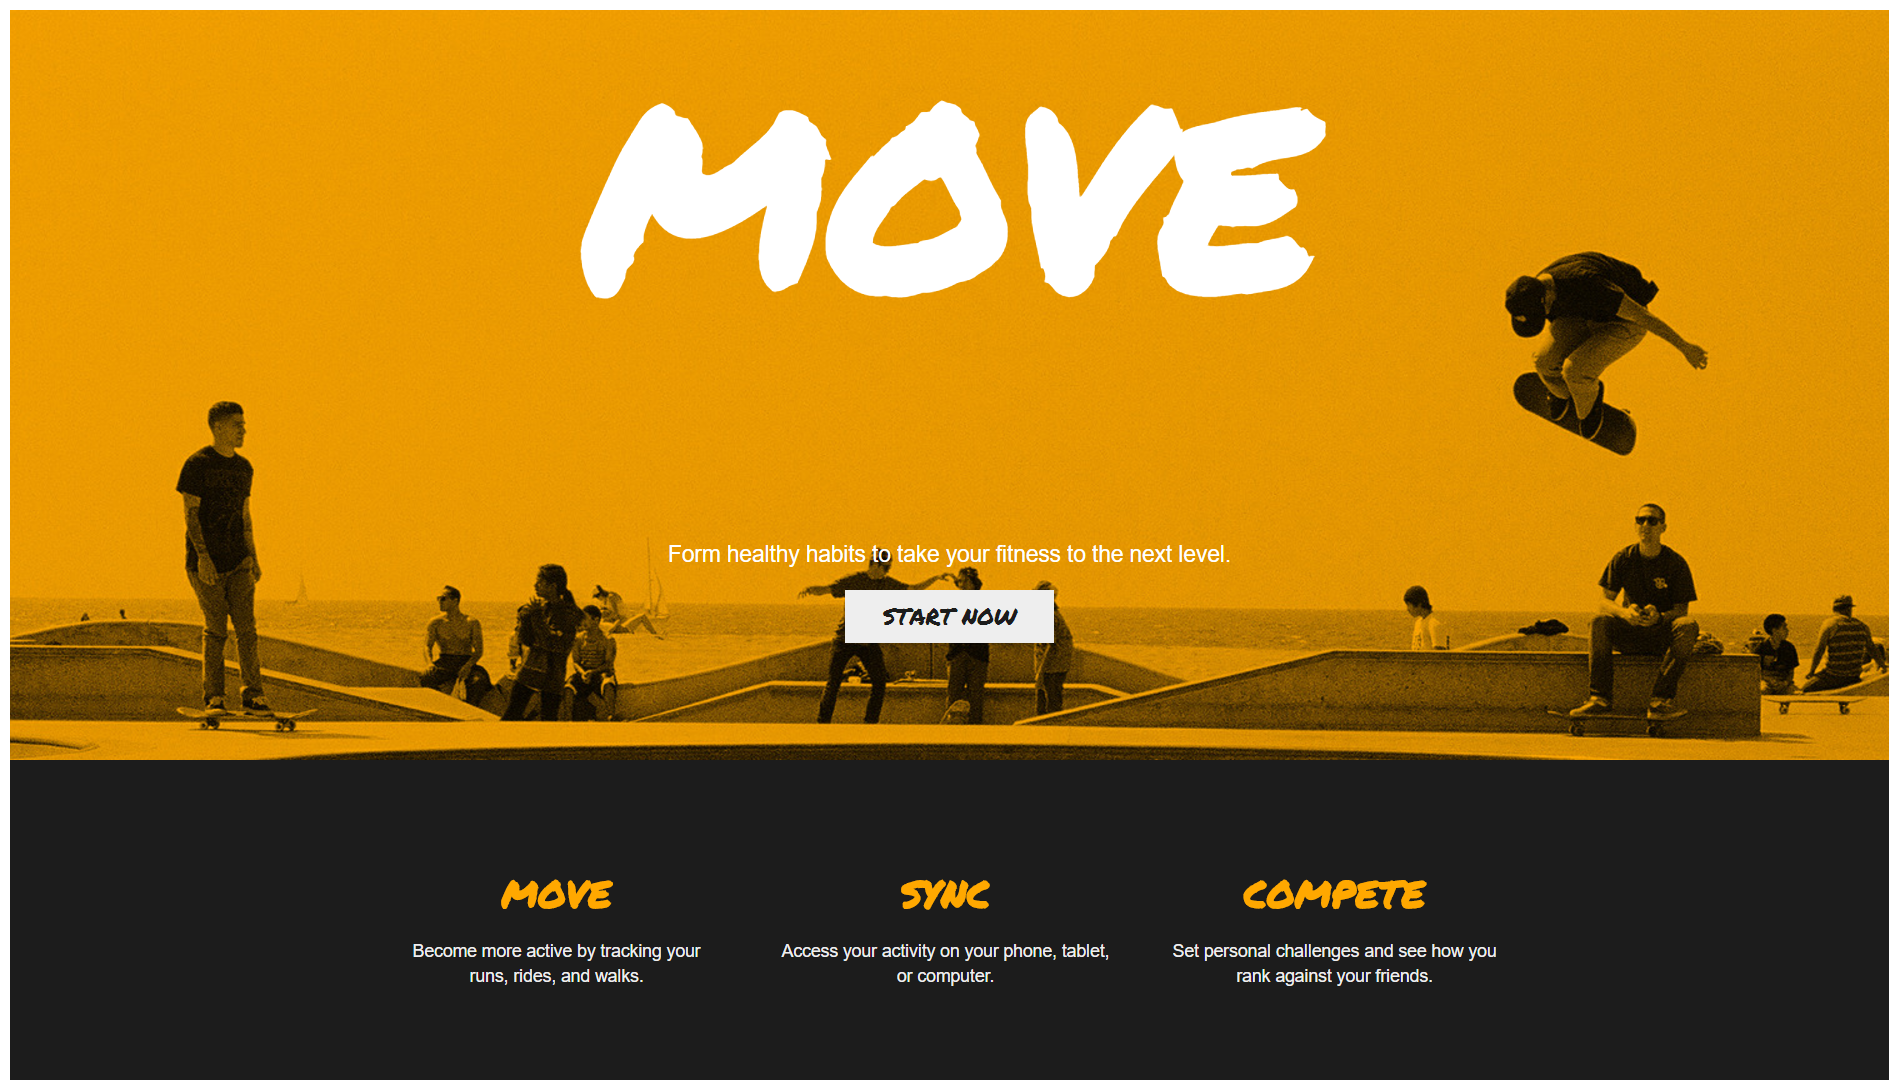 MOVE
Form healthy habits to take your fitness to the next level.
START NOW
MOVE
Become more active by tracking your
runs, rides, and walks.
SYNC
Access your activity on your phone, tablet,
or computer.
COMPETE
Set personal challenges and see how you
rank against your friends.